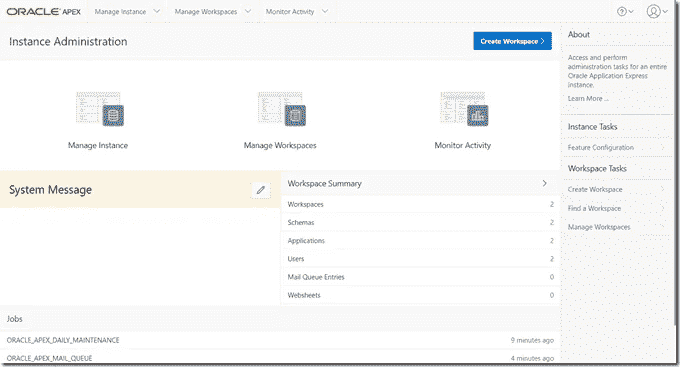 ORACLE APEX Manage Instance Manage Workspaces Monitor Activity
Instance Administration
Create Workspace
Manage Instance
Manage Workspaces
Monitor Activity
System Message
Workspace Summary
Workspaces 2
Schemas 2
Applications 2
Users 2
Mail Queue Entries 0
Websheets 0
Jobs
ORACLE_APEX_DAILY_MAINTENANCE 9 minutes ago
ORACLE_APEX_MAIL_QUEUE 4 minutes ago
About
Access and perform
administration tasks for an entire
Oracle Application Express
instance.
Learn More ...
Instance Tasks
Feature Configuration
Workspace Tasks
Create Workspace
Find a Workspace
Manage Workspaces